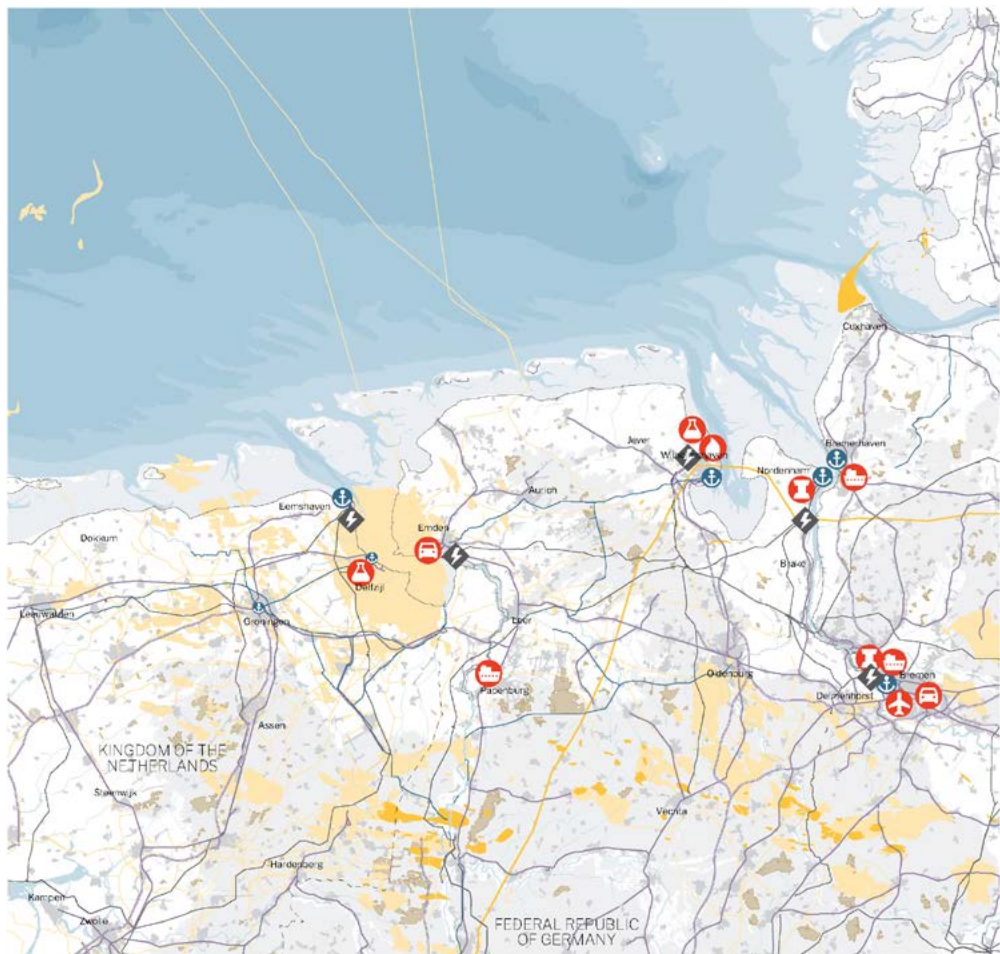 Cuxhaven
Jever
Bremerhaven
Nordenham
Aurich
Eemshaven
Emden
Dokkum
Brake
Delfzijl
Leeuwarden
Groningen
Leer
Oldenburg
Bremen
Papenburg
Delmenhorst
Assen
KINGDOM OF THE
NETHERLANDS
Steenwijk
Vechta
Hardenberg
Kampen
Zwolle
FEDERAL REPUBLIC
OF GERMANY